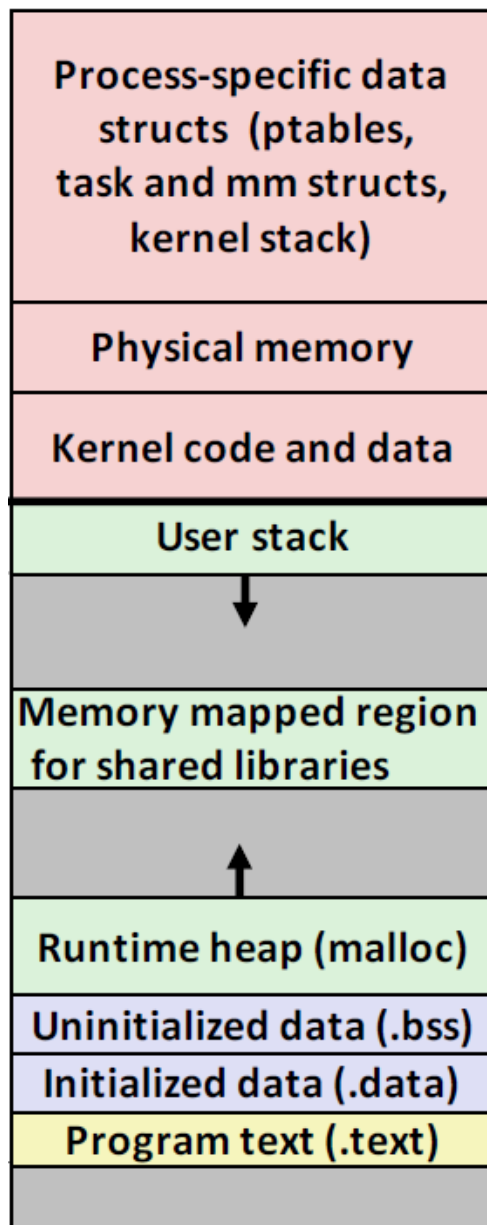 Process-specific data
structs (ptables,
task and mm structs,
kernel stack)
Physical memory
Kernel code and data
User stack
Memory mapped region
for shared libraries
Runtime heap (malloc)
Uninitialized data (.bss)
Initialized data (.data)
Program text (.text)